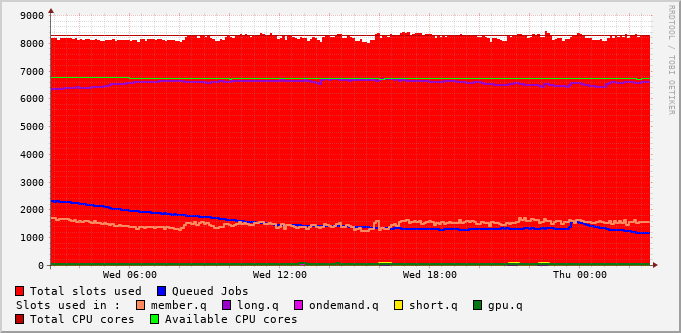 RRDTOOL / TOBI OETIKER
9000
8000
7000
6000
5000
4000
3000
2000
1000
0
Wed 06:00 Wed 12:00 Wed 18:00 Thu 00:00
Total slots used Queued Jobs
Slots used in : member.q long.q ondemand.q short.q gpu.q
Total CPU cores Available CPU cores